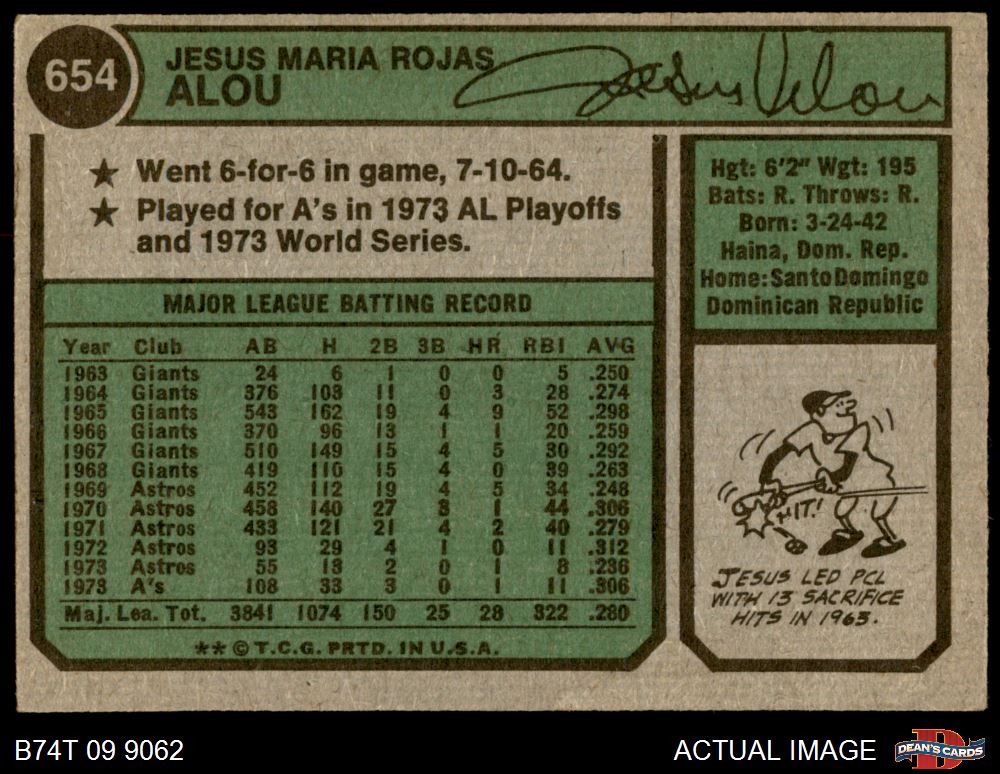 654
JESUS MARIA ROJAS
ALOU
Jesus Alou
★ Went 6-for-6 in game, 7-10-64.
★ Played for A's in 1973 AL Playoffs
and 1973 World Series.
Hgt: 6'2" Wgt: 195
Bats: R. Throws: R.
Born: 3-24-42
Haina, Dom. Rep.
Home: Santo Domingo
Dominican Republic
MAJOR LEAGUE BATTING RECORD
Year Club AB H 2B 3B HR RBI AVG
1963 Giants 24 6 1 0 0 5 .250
1964 Giants 376 103 11 0 3 28 .274
1965 Giants 543 162 19 4 9 52 .298
1966 Giants 370 96 13 1 1 20 .259
1967 Giants 510 149 15 4 5 30 .292
1968 Giants 419 110 15 4 0 39 .263
1969 Astros 452 112 19 4 5 34 .248
1970 Astros 458 140 27 3 1 44 .306
1971 Astros 433 121 21 4 2 40 .279
1972 Astros 93 29 4 1 0 11 .312
1973 Astros 55 13 2 0 1 8 .236
1973 A's 108 33 3 0 1 11 .306
Maj. Lea. Tot. 3841 1074 150 25 28 322 .280
** © T.C.G. PRTD. IN U.S.A.
HIT!
JESUS LED PCL
WITH 13 SACRIFICE
HITS IN 1963.
B74T 09 9062
ACTUAL IMAGE
D
DEAN'S CARDS